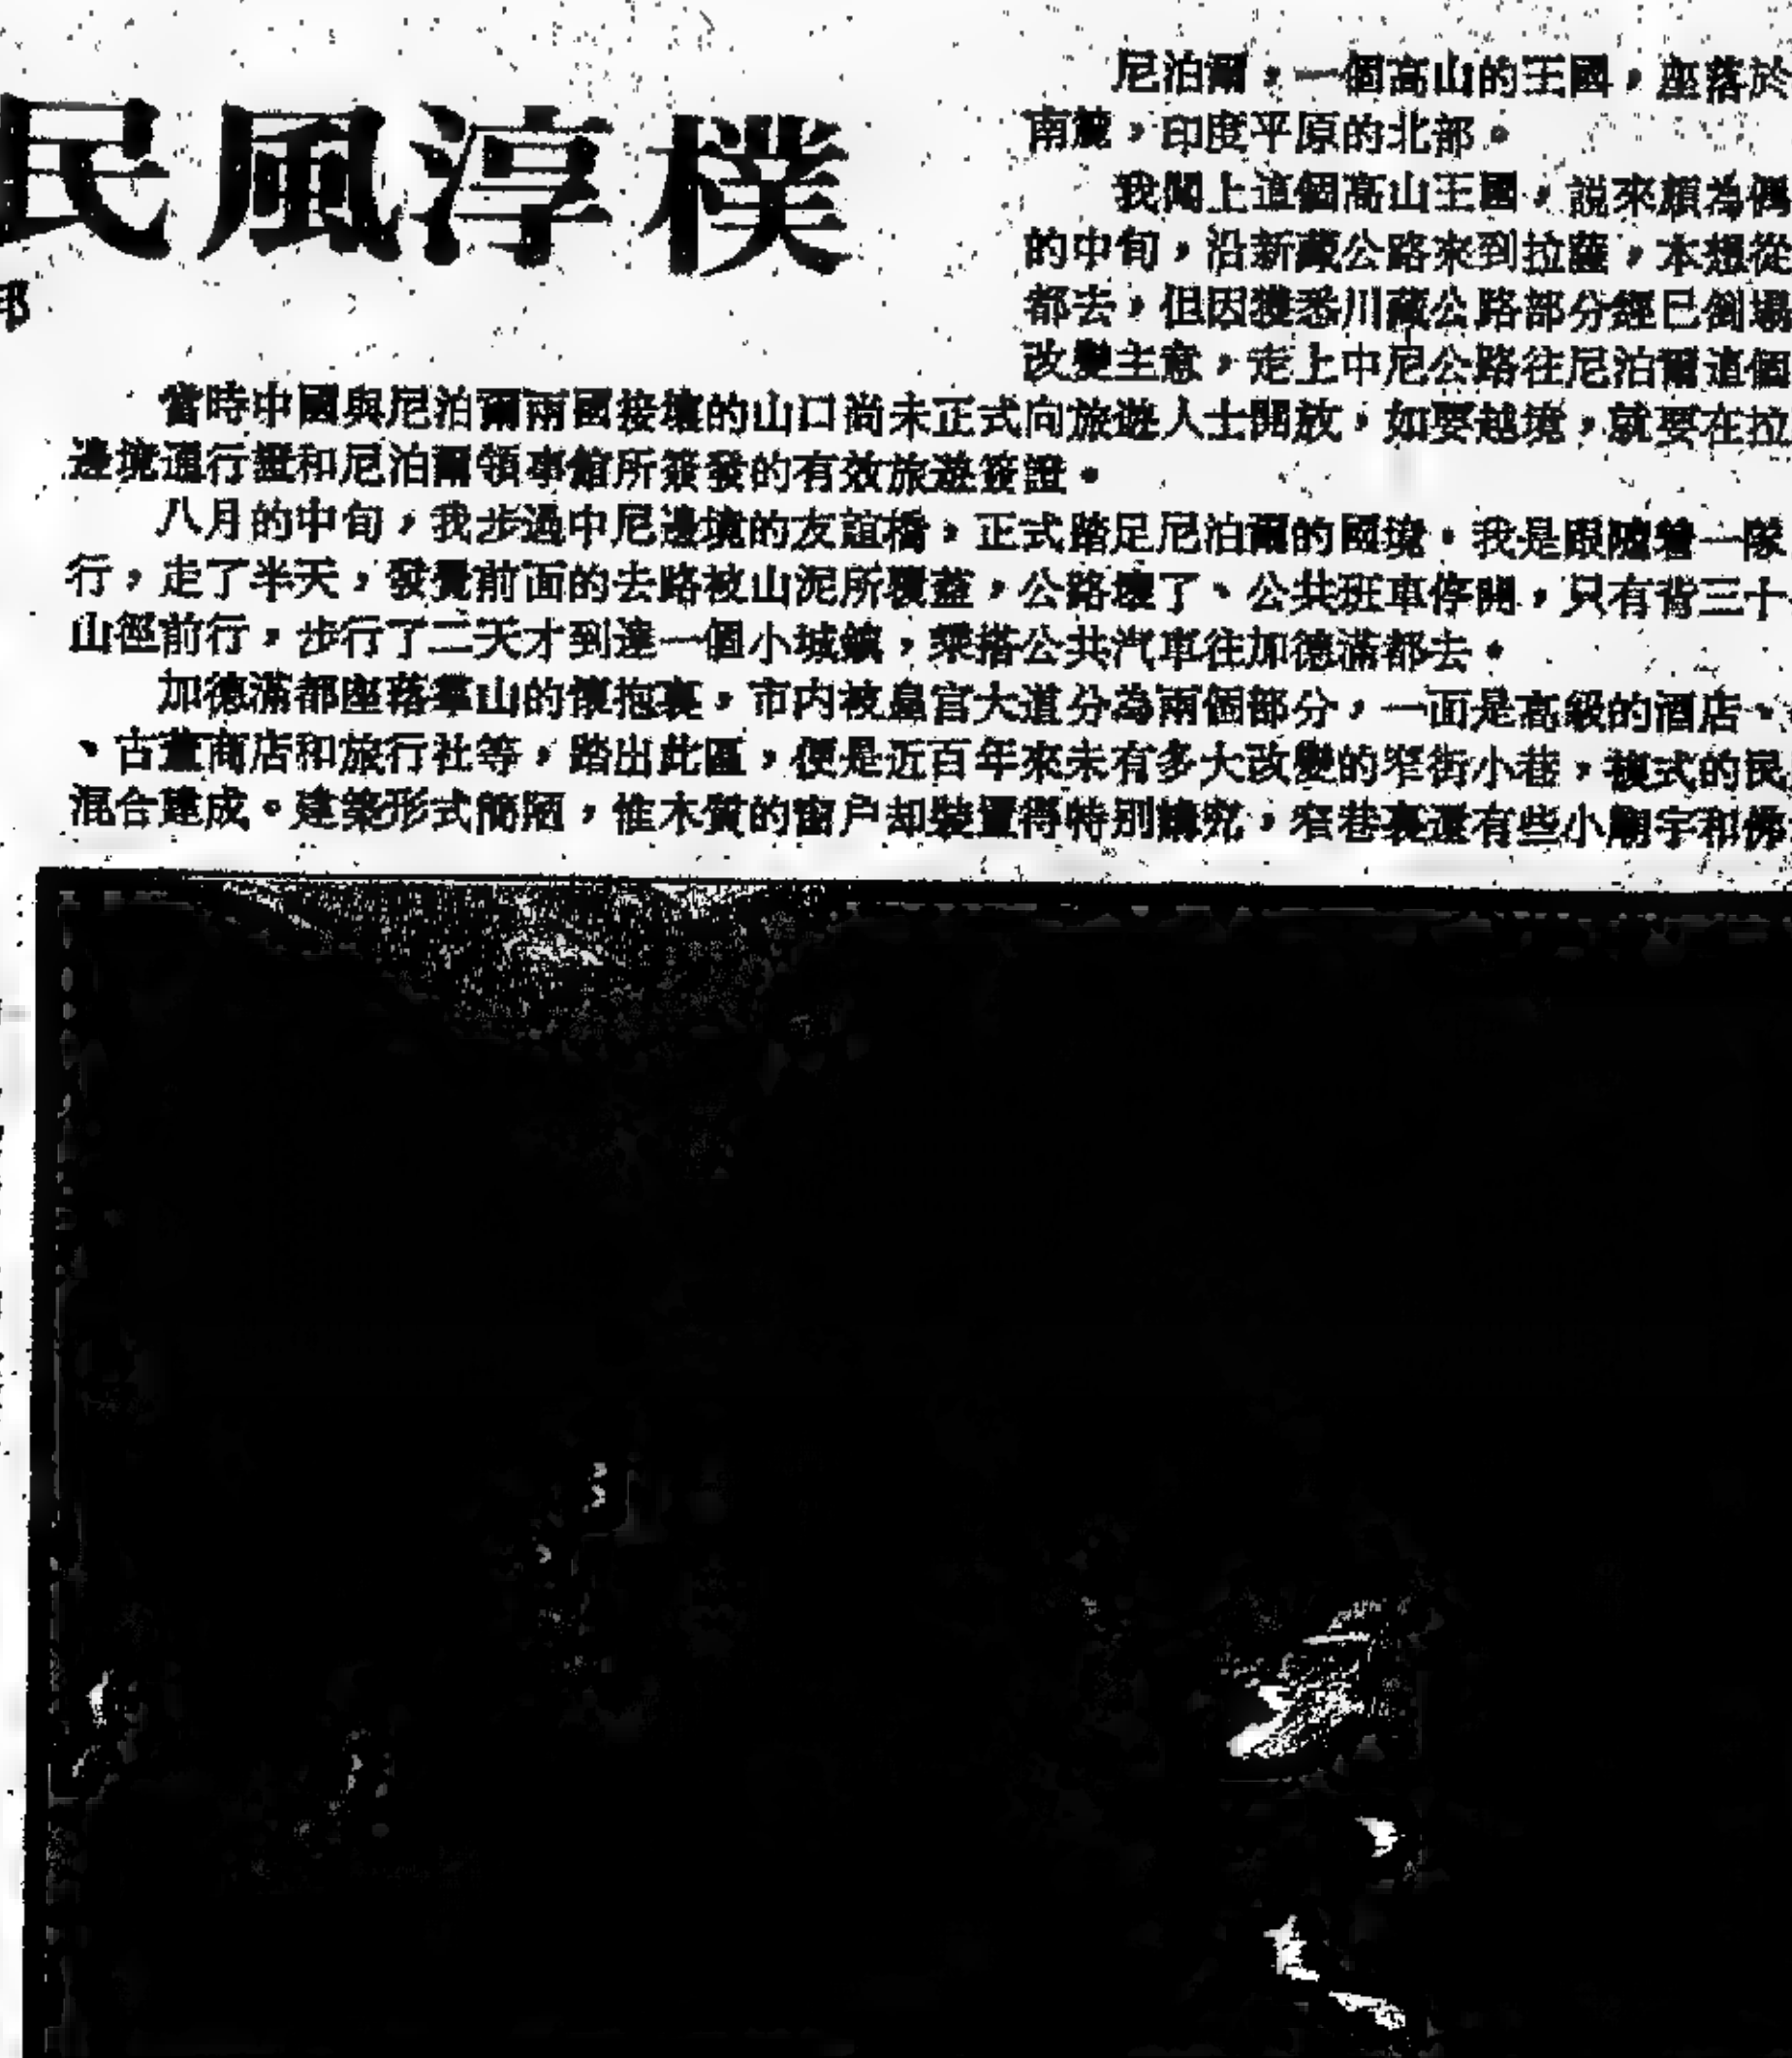 民風淳樸
邦
尼泊爾，一個高山的王國，座落於
南麓，印度平原的北部。
我闖上這個高山王國，說來頗為偶
的中旬，沿新藏公路來到拉薩，本想從
都去，但因獲悉川藏公路部分經已倒塌
改變主意，走上中尼公路往尼泊爾這個
當時中國與尼泊爾兩國接壤的山口尚未正式向旅遊人士開放，如要越境，就要在拉
邊境通行證和尼泊爾領事館所簽發的有效旅遊簽證。
八月的中旬，我步過中尼邊境的友誼橋，正式踏足尼泊爾的國境。我是跟隨着一隊
行，走了半天，發覺前面的去路被山泥所覆蓋，公路壞了、公共班車停開，只有背三十
山徑前行，步行了二天才到達一個小城鎮，乘搭公共汽車往加德滿都去。
加德滿都座落羣山的懷抱裏，市內被皇宮大道分為兩個部分，一面是高級的酒店、
、古董商店和旅行社等，踏出此區，便是近百年來未有多大改變的窄街小巷，複式的民
混合建成。建築形式簡陋，惟木質的窗戶却裝置得特別講究，窄巷裏還有些小廟宇和佛